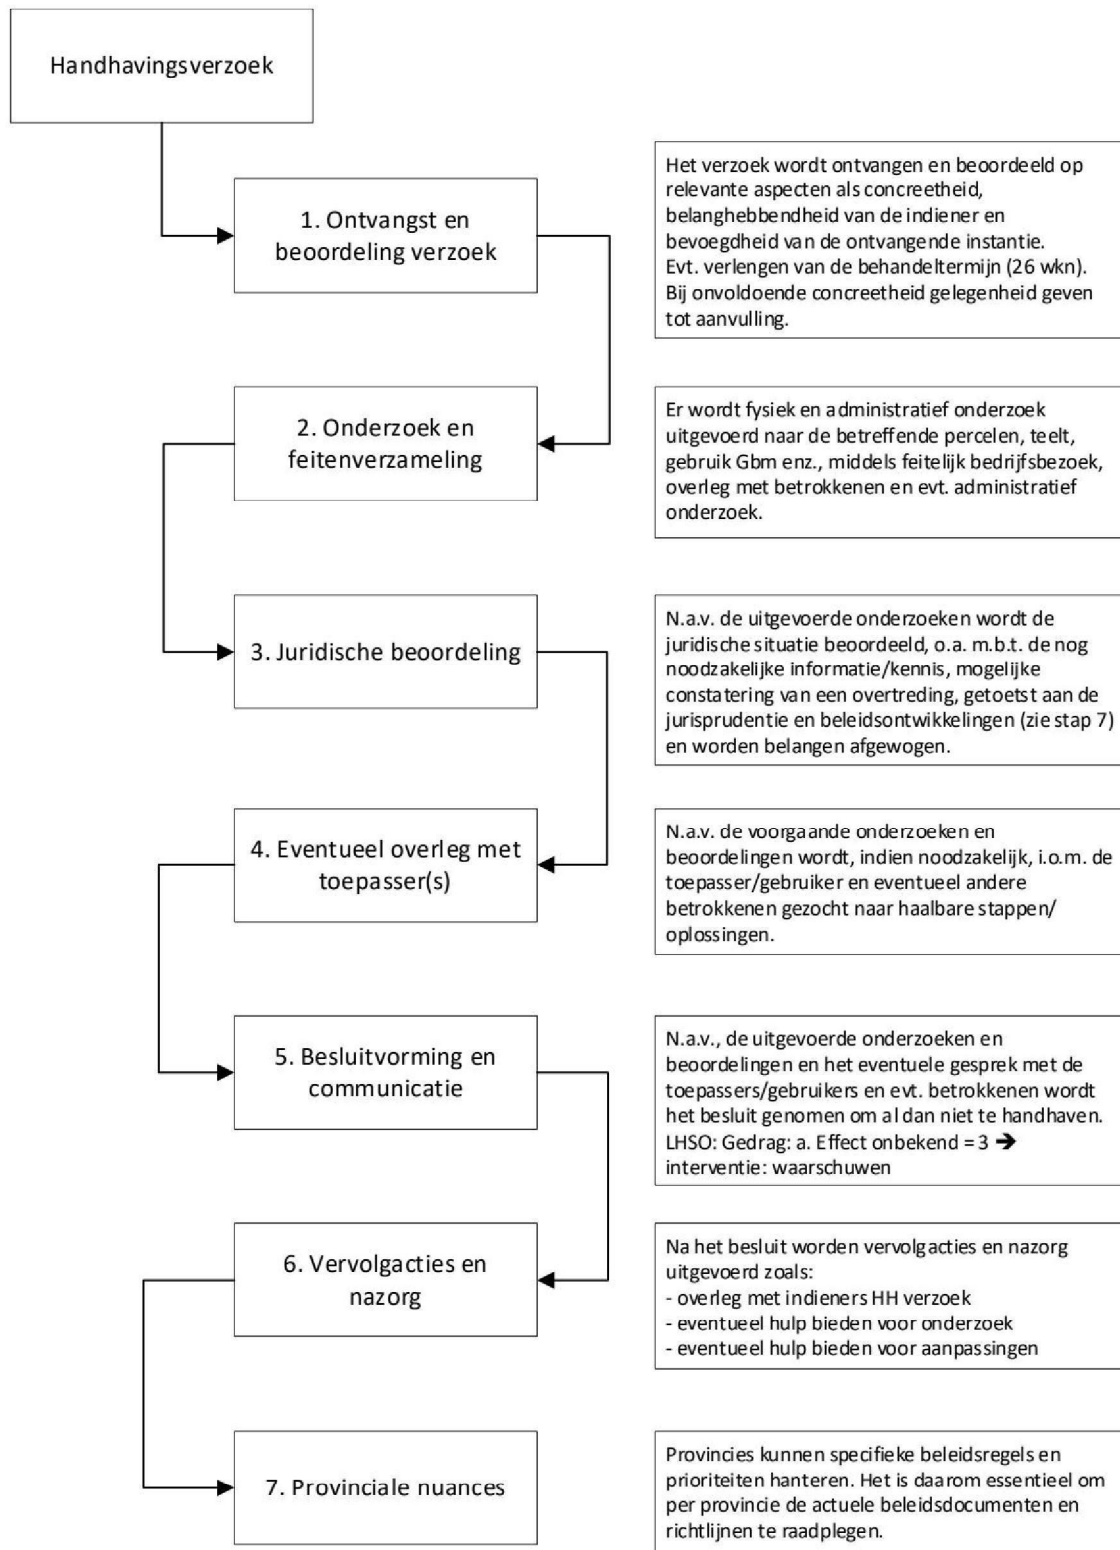 Handhavingsverzoek
1. Ontvangst en
beoordeling verzoek
Het verzoek wordt ontvangen en beoordeeld op
relevante aspecten als concreetheid,
belanghebbendheid van de indiener en
bevoegdheid van de ontvangende instantie.
Evt. verlengen van de behandeltermijn (26 wkn).
Bij onvoldoende concreetheid gelegenheid geven
tot aanvulling.
2. Onderzoek en
feitenverzameling
Er wordt fysiek en administratief onderzoek
uitgevoerd naar de betreffende percelen, teelt,
gebruik Gbm enz., middels feitelijk bedrijfsbezoek,
overleg met betrokkenen en evt. administratief
onderzoek.
3. Juridische beoordeling
N.a.v. de uitgevoerde onderzoeken wordt de
juridische situatie beoordeeld, o.a. m.b.t. de nog
noodzakelijke informatie/kennis, mogelijke
constatering van een overtreding, getoetst aan de
jurisprudentie en beleidsontwikkelingen (zie stap 7)
en worden belangen afgewogen.
4. Eventueel overleg met
toepasser(s)
N.a.v. de voorgaande onderzoeken en
beoordelingen wordt, indien noodzakelijk, i.o.m. de
toepasser/gebruiker en eventueel andere
betrokkenen gezocht naar haalbare stappen/
oplossingen.
5. Besluitvorming en
communicatie
N.a.v., de uitgevoerde onderzoeken en
beoordelingen en het eventuele gesprek met de
toepassers/gebruikers en evt. betrokkenen wordt
het besluit genomen om al dan niet te handhaven.
LHSO: Gedrag: a. Effect onbekend = 3 ➔
interventie: waarschuwen
6. Vervolgacties en
nazorg
Na het besluit worden vervolgacties en nazorg
uitgevoerd zoals:
- overleg met indieners HH verzoek
- eventueel hulp bieden voor onderzoek
- eventueel hulp bieden voor aanpassingen
7. Provinciale nuances
Provincies kunnen specifieke beleidsregels en
prioriteiten hanteren. Het is daarom essentieel om
per provincie de actuele beleidsdocumenten en
richtlijnen te raadplegen.